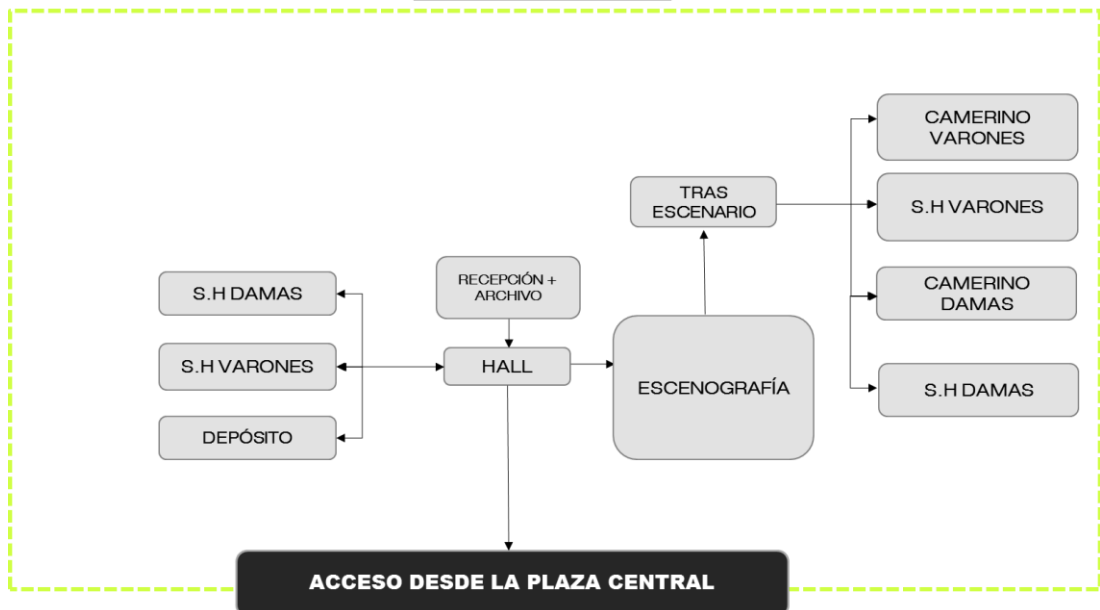 CAMERINO
VARONES
TRAS
ESCENARIO
S.H VARONES
RECEPCIÓN +
ARCHIVO
S.H DAMAS
CAMERINO
DAMAS
S.H VARONES
HALL
ESCENOGRAFÍA
S.H DAMAS
DEPÓSITO
ACCESO DESDE LA PLAZA CENTRAL